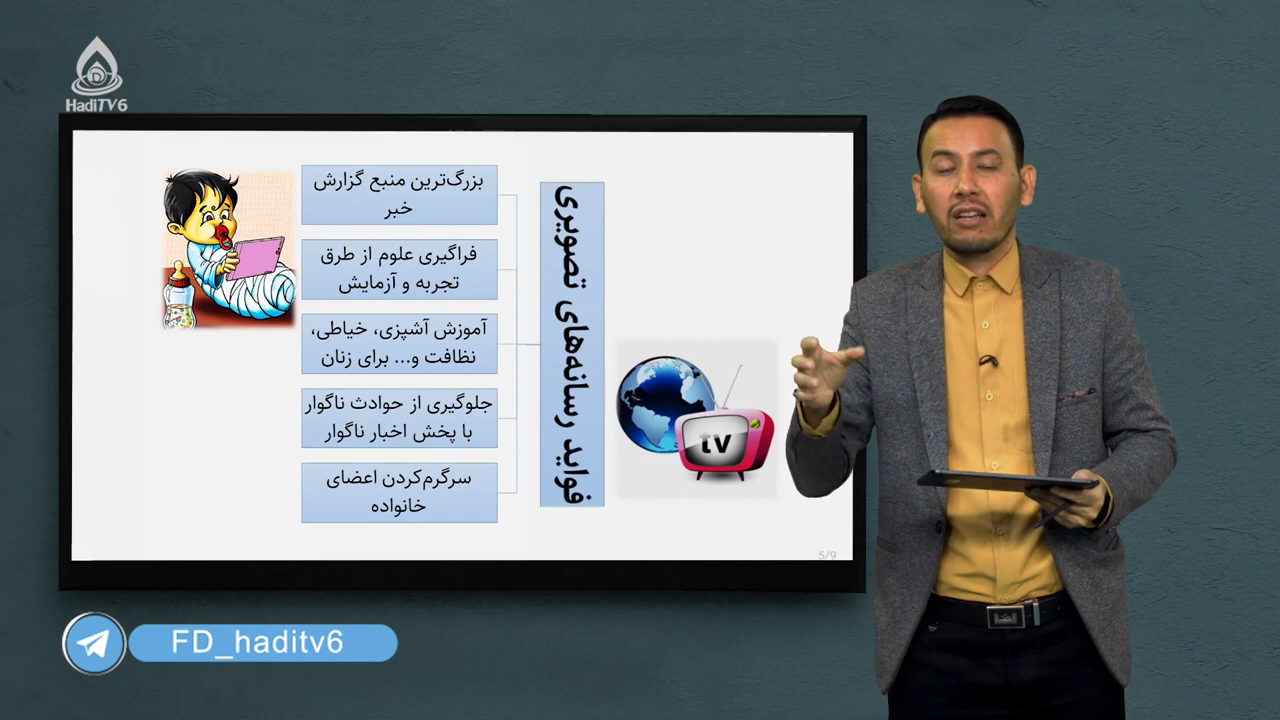 HadiTV6
فواید رسانه‌های تصویری
بزرگ‌ترین منبع گزارش
خبر
فراگیری علوم از طرق
تجربه و آزمایش
آموزش آشپزی، خیاطی،
نظافت و... برای زنان
جلوگیری از حوادث ناگوار
با پخش اخبار ناگوار
سرگرم‌کردن اعضای
خانواده
tv
5/9
FD_haditv6